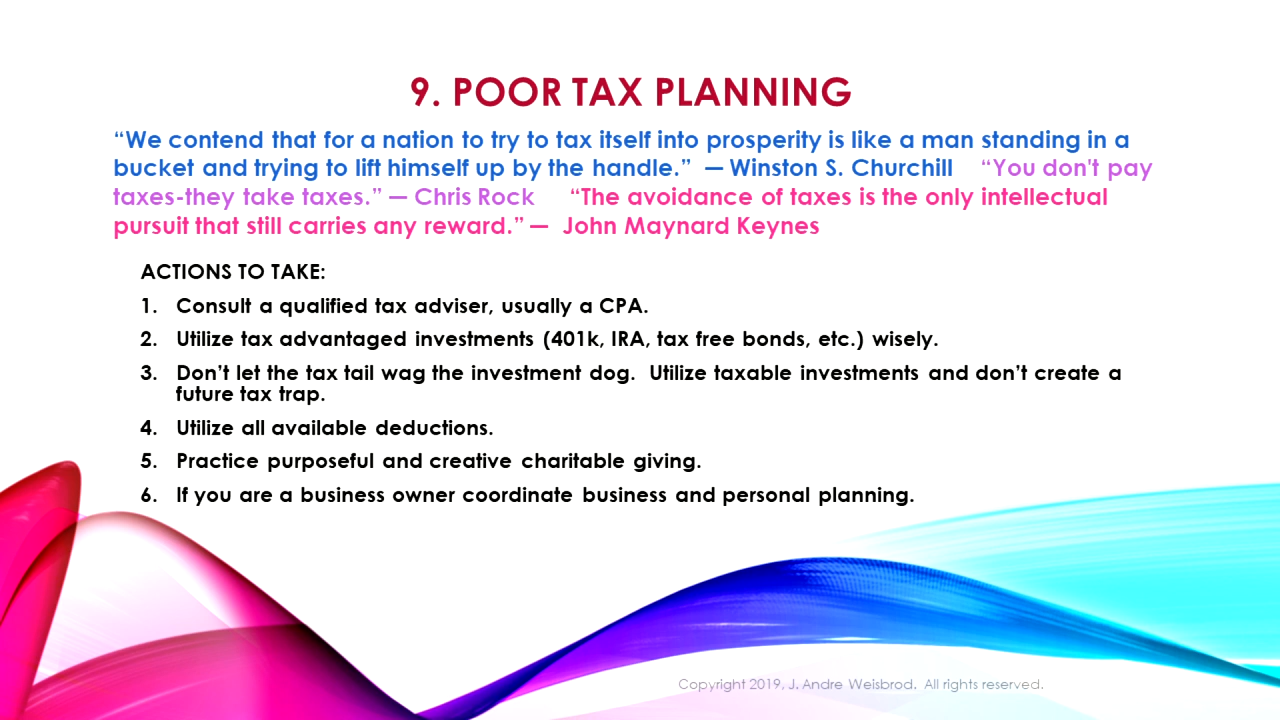 9. POOR TAX PLANNING
“We contend that for a nation to try to tax itself into prosperity is like a man standing in a
bucket and trying to lift himself up by the handle.” — Winston S. Churchill “You don't pay
taxes-they take taxes.” — Chris Rock “The avoidance of taxes is the only intellectual
pursuit that still carries any reward.” — John Maynard Keynes
ACTIONS TO TAKE:
1. Consult a qualified tax adviser, usually a CPA.
2. Utilize tax advantaged investments (401k, IRA, tax free bonds, etc.) wisely.
3. Don’t let the tax tail wag the investment dog. Utilize taxable investments and don’t create a
future tax trap.
4. Utilize all available deductions.
5. Practice purposeful and creative charitable giving.
6. If you are a business owner coordinate business and personal planning.
Copyright 2019, J. Andre Weisbrod. All rights reserved.